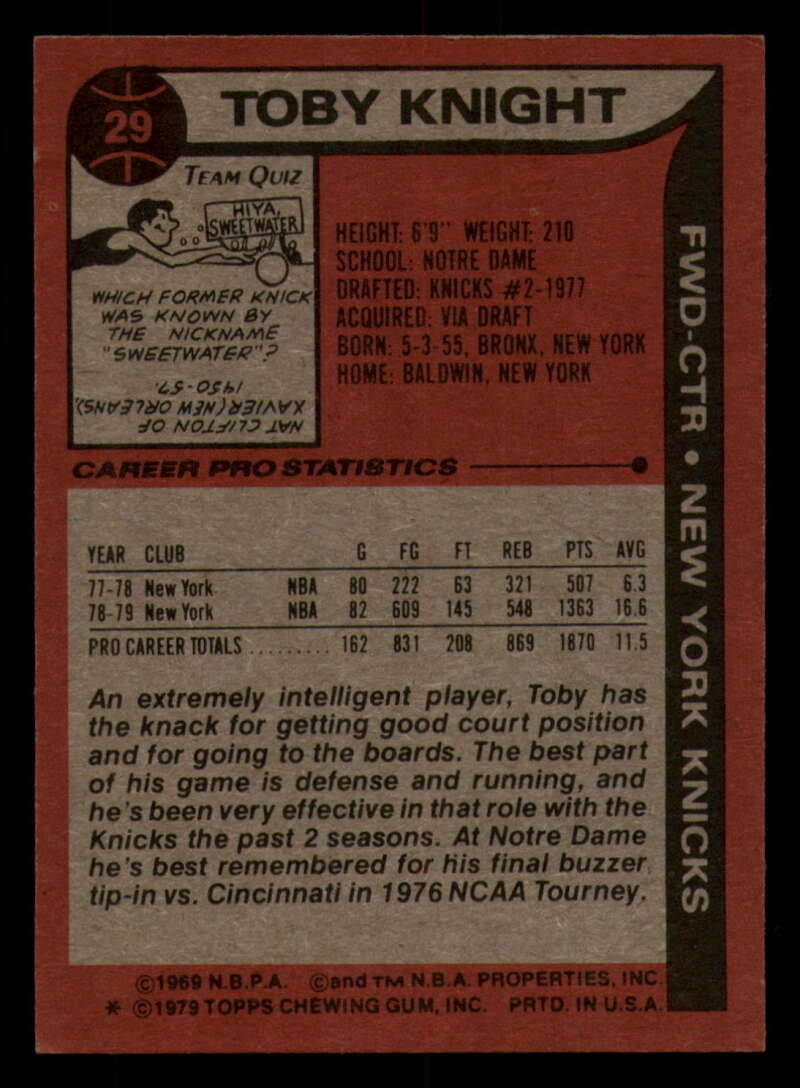 29
TOBY KNIGHT
TEAM QUIZ
HIYA,
SWEETWATER
WHICH FORMER KNICK
WAS KNOWN BY
THE NICKNAME
"SWEETWATER"?
NAT CLIFTON OF
XAVIER (NEW ORLEANS),
1950-57.
HEIGHT: 6'9" WEIGHT: 210
SCHOOL: NOTRE DAME
DRAFTED: KNICKS #2-1977
ACQUIRED: VIA DRAFT
BORN: 5-3-55, BRONX, NEW YORK
HOME: BALDWIN, NEW YORK
FWD-CTR • NEW YORK KNICKS
CAREER PRO STATISTICS
YEAR CLUB G FG FT REB PTS AVG
77-78 New York NBA 80 222 63 321 507 6.3
78-79 New York NBA 82 609 145 548 1363 16.6
PRO CAREER TOTALS .......... 162 831 208 869 1870 11.5
An extremely intelligent player, Toby has
the knack for getting good court position
and for going to the boards. The best part
of his game is defense and running, and
he's been very effective in that role with the
Knicks the past 2 seasons. At Notre Dame
he's best remembered for his final buzzer
tip-in vs. Cincinnati in 1976 NCAA Tourney.
©1969 N.B.P.A. ©and TM N.B.A. PROPERTIES, INC.
* ©1979 TOPPS CHEWING GUM, INC. PRTD. IN U.S.A.